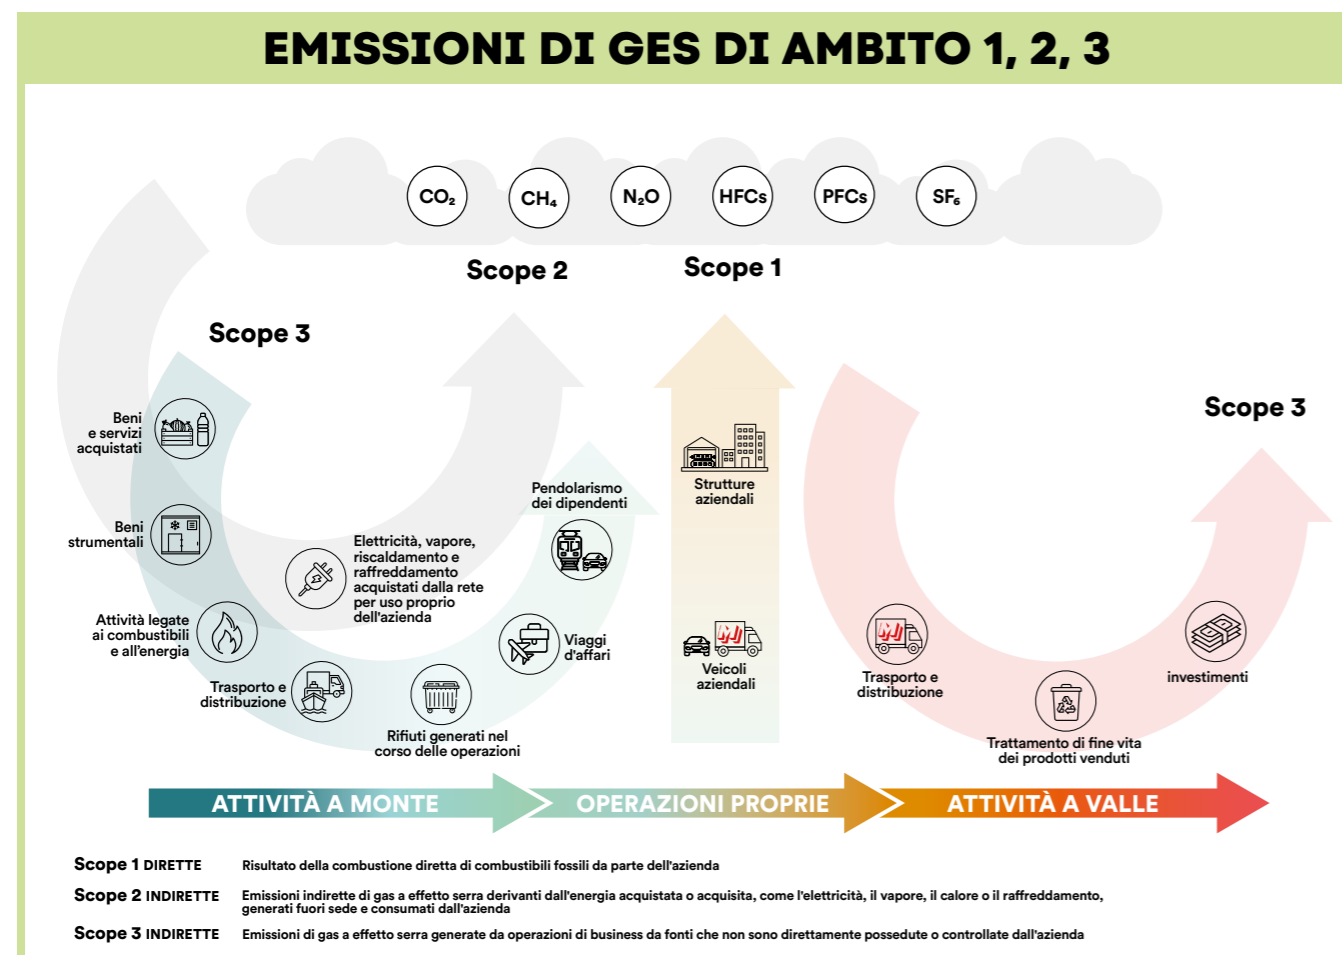 EMISSIONI DI GES DI AMBITO 1, 2, 3
CO₂
CH₄
N₂O
HFCs
PFCs
SF₆
Scope 2
Scope 1
Scope 3
Scope 3
Beni
e servizi
acquistati
Beni
strumentali
Attività legate
ai combustibili
e all'energia
Trasporto e
distribuzione
Rifiuti generati nel
corso delle operazioni
Viaggi
d'affari
Pendolarismo
dei dipendenti
Elettricità, vapore,
riscaldamento e
raffreddamento
acquistati dalla rete
per uso proprio
dell'azienda
Strutture
aziendali
Veicoli
aziendali
Trasporto e
distribuzione
Trattamento di fine vita
dei prodotti venduti
investimenti
ATTIVITÀ A MONTE
OPERAZIONI PROPRIE
ATTIVITÀ A VALLE
Scope 1 DIRETTE Risultato della combustione diretta di combustibili fossili da parte dell'azienda
Scope 2 INDIRETTE Emissioni indirette di gas a effetto serra derivanti dall'energia acquistata o acquisita, come l'elettricità, il vapore, il calore o il raffreddamento,
generati fuori sede e consumati dall'azienda
Scope 3 INDIRETTE Emissioni di gas a effetto serra generate da operazioni di business da fonti che non sono direttamente possedute o controllate dall'azienda